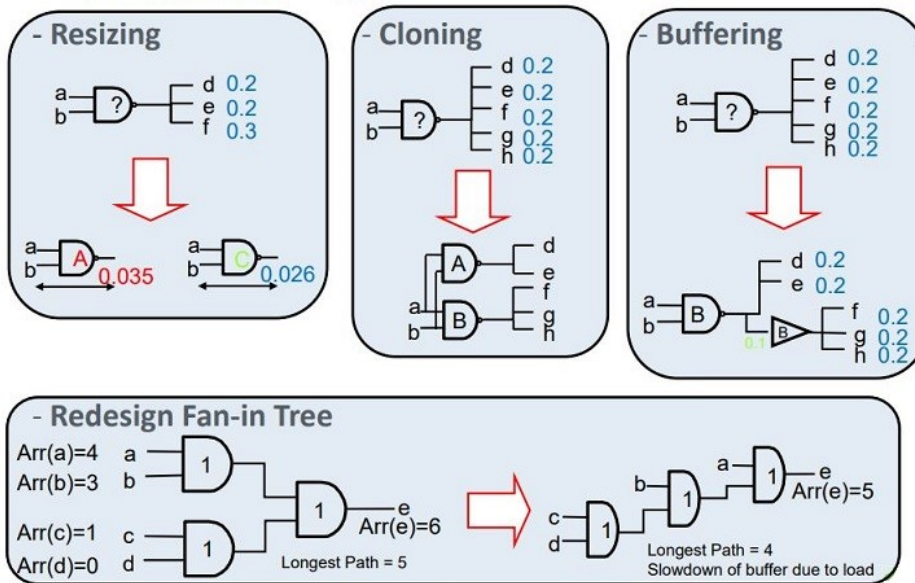 - Resizing
a
b
?
d 0.2
e 0.2
f 0.3
a
b
A
0.035
a
b
C
0.026
- Cloning
a
b
?
d 0.2
e 0.2
f 0.2
g 0.2
h 0.2
A
d
e
a
b
B
f
g
h
- Buffering
a
b
?
d 0.2
e 0.2
f 0.2
g 0.2
h 0.2
a
b
B
d 0.2
e 0.2
0.1
B
f 0.2
g 0.2
h 0.2
- Redesign Fan-in Tree
Arr(a)=4 a
Arr(b)=3 b
1
Arr(c)=1 c
Arr(d)=0 d
1
1
e
Arr(e)=6
Longest Path = 5
c
d
1
b
1
a
1
e
Arr(e)=5
Longest Path = 4
Slowdown of buffer due to load